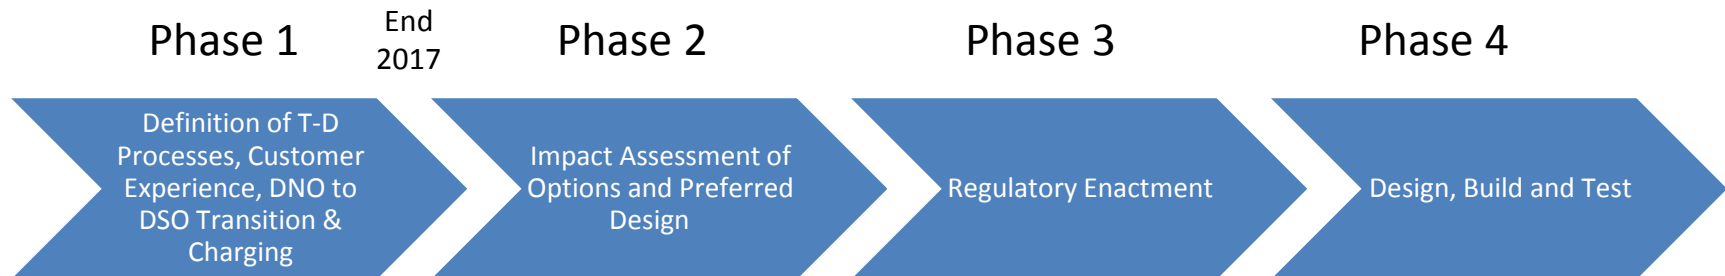 Phase 1
End
2017
Phase 2
Phase 3
Phase 4
Definition of T-D
Processes, Customer
Experience, DNO to
DSO Transition &
Charging
Impact Assessment of
Options and Preferred
Design
Regulatory Enactment
Design, Build and Test